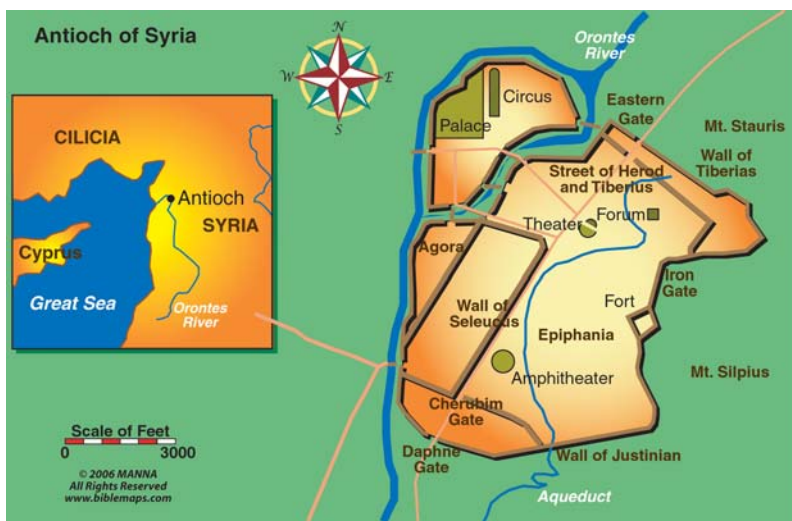 Antioch of Syria
N
W
E
S
Orontes
River
Circus
Palace
Eastern
Gate
Mt. Stauris
Wall of
Tiberias
Street of Herod
and Tiberius
Theater
Forum
Agora
Iron
Gate
Fort
Wall of
Seleucus
Epiphania
Amphitheater
Mt. Silpius
Cherubim
Gate
Daphne
Gate
Wall of Justinian
Aqueduct
CILICIA
Antioch
SYRIA
Cyprus
Great Sea
Orontes
River
Scale of Feet
0 3000
© 2006 MANNA
All Rights Reserved
www.biblemaps.com